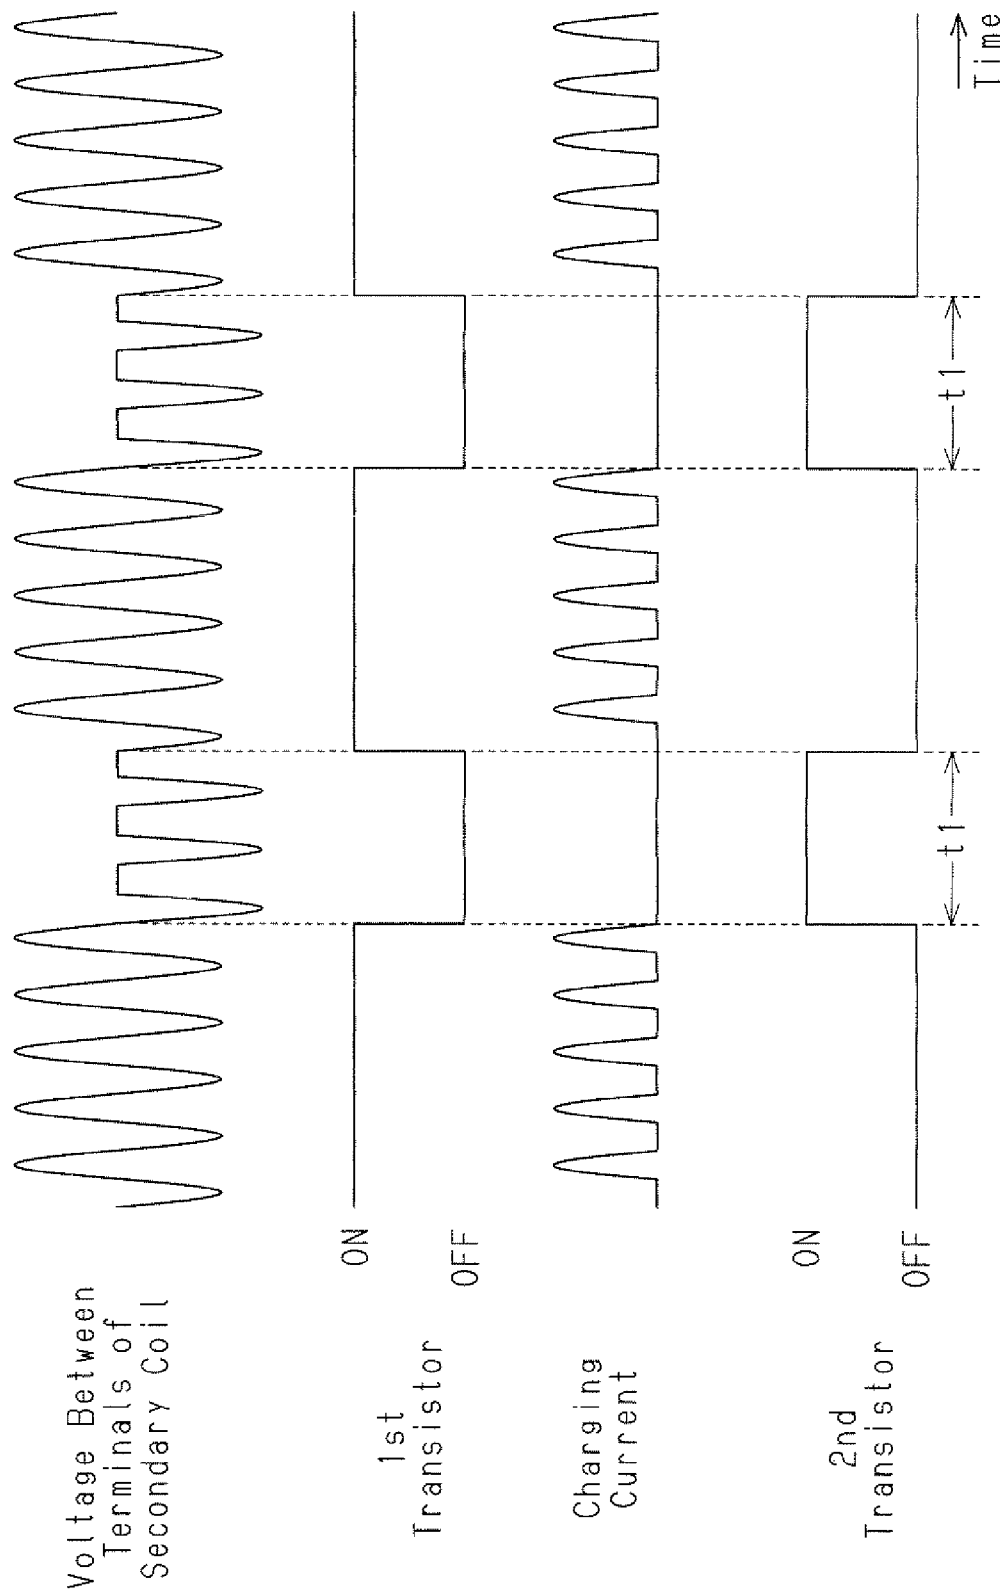 Voltage Between
Terminals of
Secondary Coil
1st
Transistor
ON
OFF
Charging
Current
2nd
Transistor
ON
OFF
t1
t1
Time